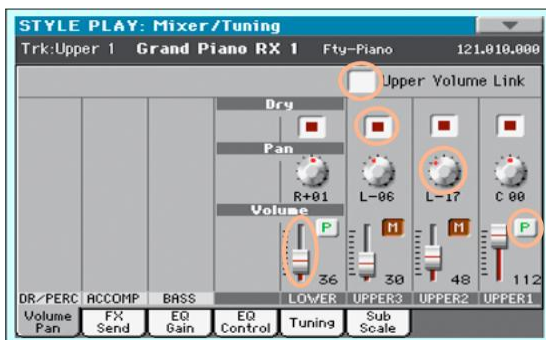 STYLE PLAY: Mixer/Tuning
Trk:Upper 1 Grand Piano RX 1 Fty-Piano 121.010.000
Upper Volume Link
Dry
Pan
R+01 L-06 L-17 C 00
Volume
P M M P
36 30 48 112
DR/PERC ACCOMP BASS LOWER UPPER3 UPPER2 UPPER1
Volume Pan FX Send EQ Gain EQ Control Tuning Sub Scale